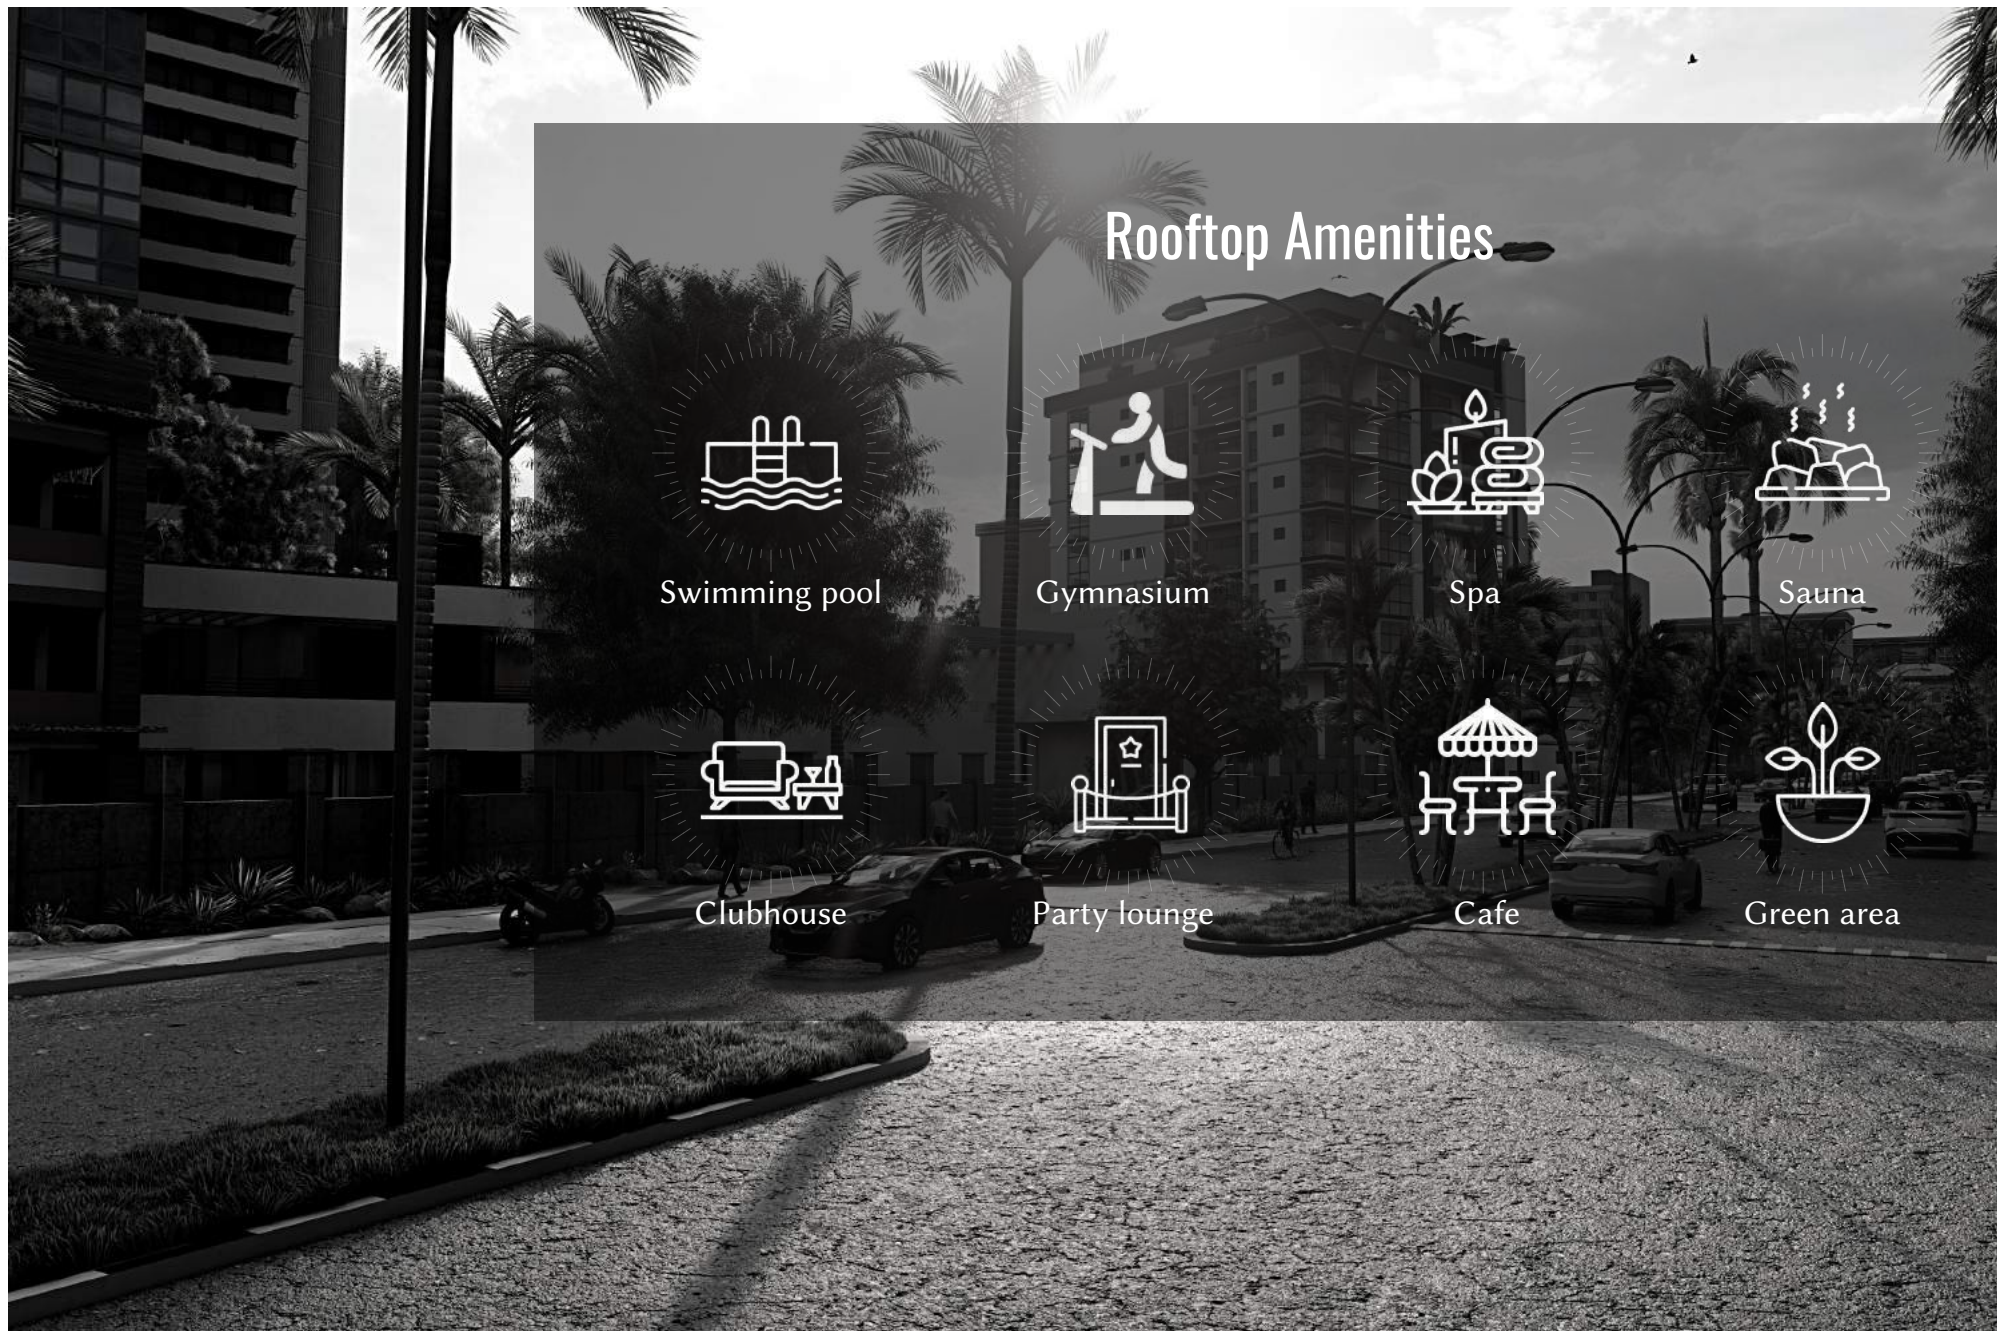 Rooftop Amenities
Swimming pool
Gymnasium
Spa
Sauna
Clubhouse
Party lounge
Cafe
Green area